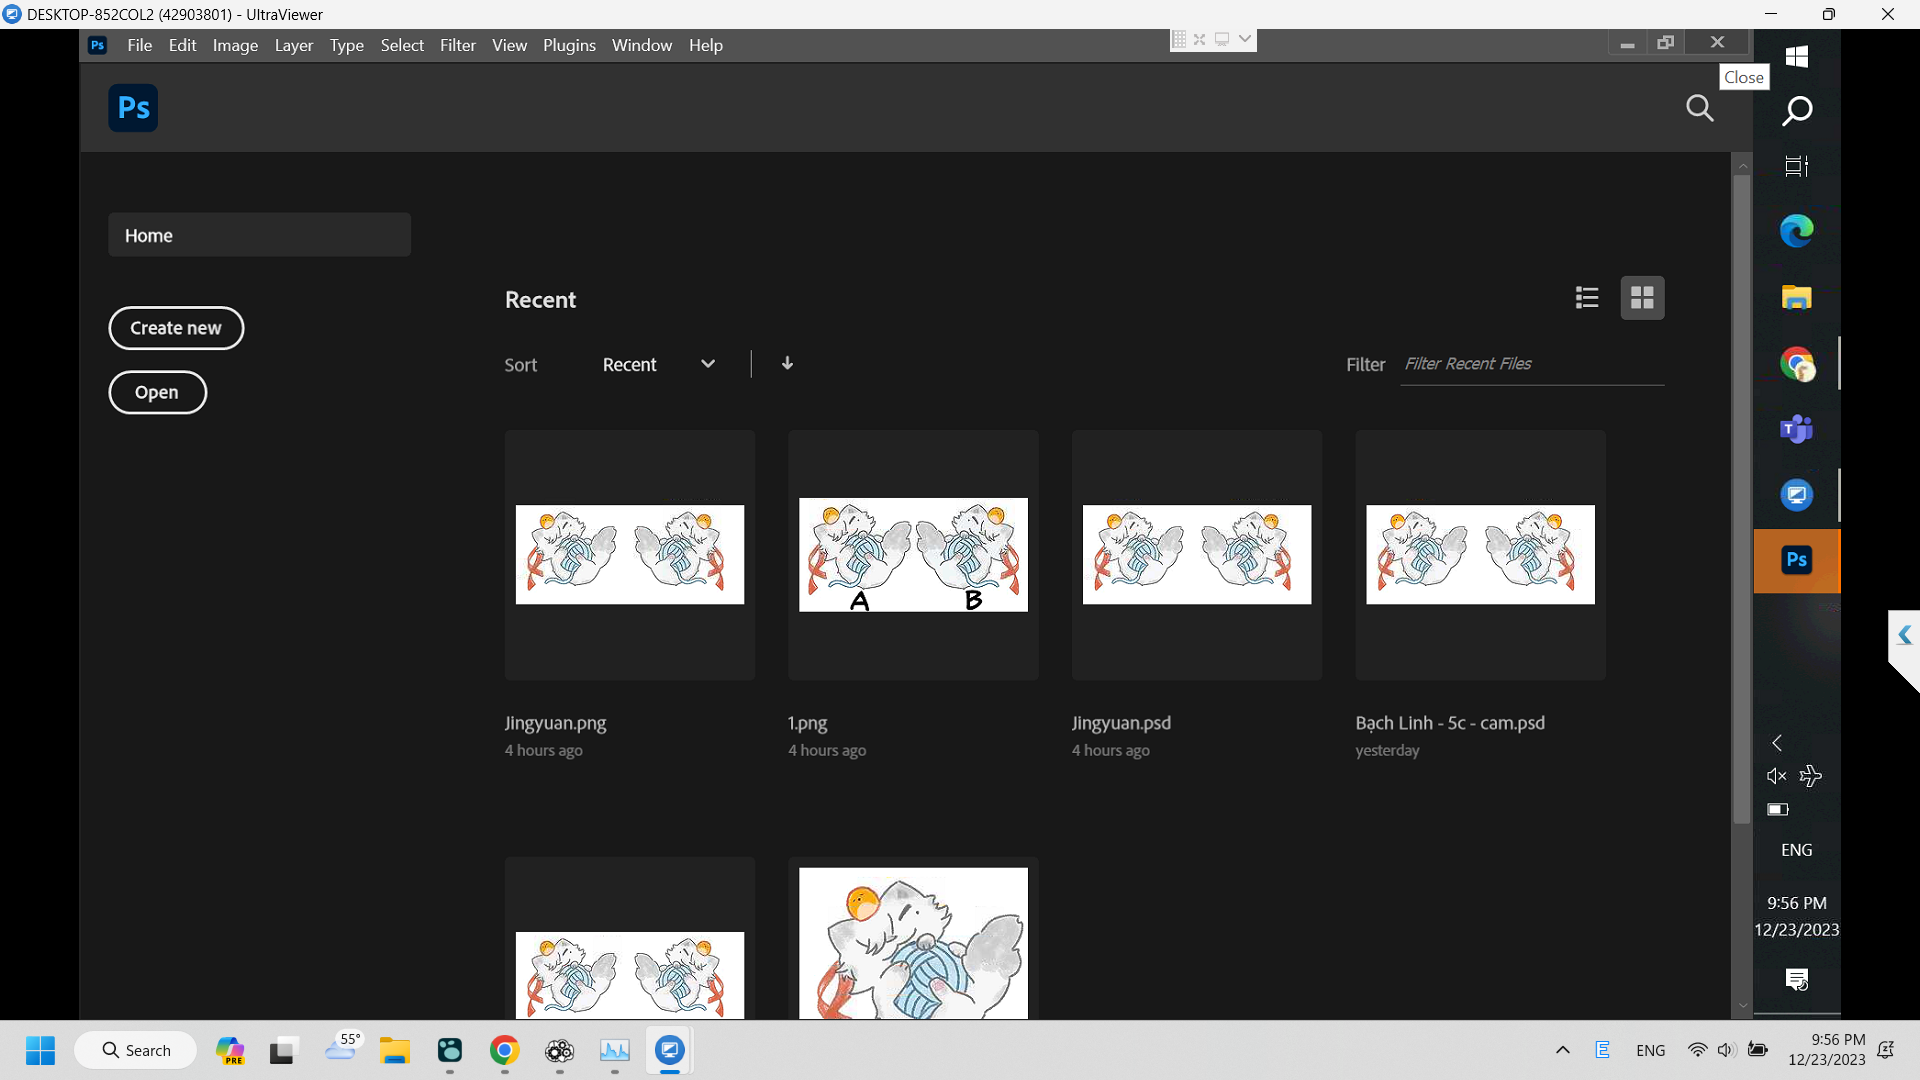 DESKTOP-852COL2 (42903801) - UltraViewer
Ps File Edit Image Layer Type Select Filter View Plugins Window Help
Close
Ps
Home
Recent
Create new
Sort Recent Filter Filter Recent Files
Open
A B
Jingyuan.png 1.png Jingyuan.psd Bạch Linh - 5c - cam.psd
4 hours ago 4 hours ago 4 hours ago yesterday
T
Ps
ENG
9:56 PM
12/23/2023
Search PRE 55° E ENG 9:56 PM
12/23/2023